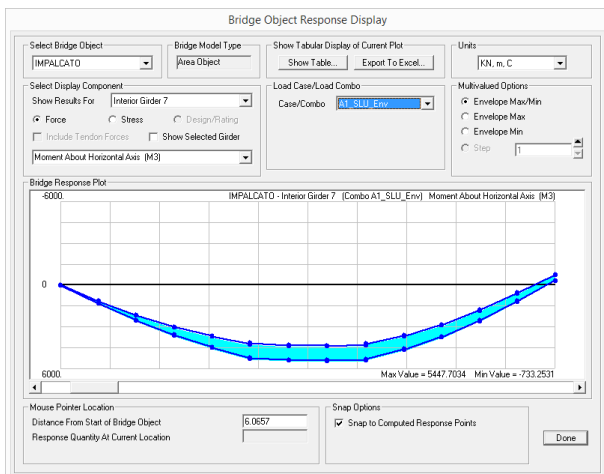 Bridge Object Response Display
Select Bridge Object
IMPALCATO
Bridge Model Type
Area Object
Show Tabular Display of Current Plot
Show Table...
Export To Excel...
Units
KN, m, C
Select Display Component
Show Results For
Interior Girder 7
Force
Stress
Design/Rating
Include Tendon Forces
Show Selected Girder
Moment About Horizontal Axis (M3)
Load Case/Load Combo
Case/Combo
A1_SLU_Env
Multivalued Options
Envelope Max/Min
Envelope Max
Envelope Min
Step
1
Bridge Response Plot
-6000.
IMPALCATO - Interior Girder 7 (Combo A1_SLU_Env) Moment About Horizontal Axis (M3)
0
6000.
Max Value = 5447.7034 Min Value = -733.2531
Mouse Pointer Location
Distance From Start of Bridge Object
6.0657
Response Quantity At Current Location
Snap Options
Snap to Computed Response Points
Done